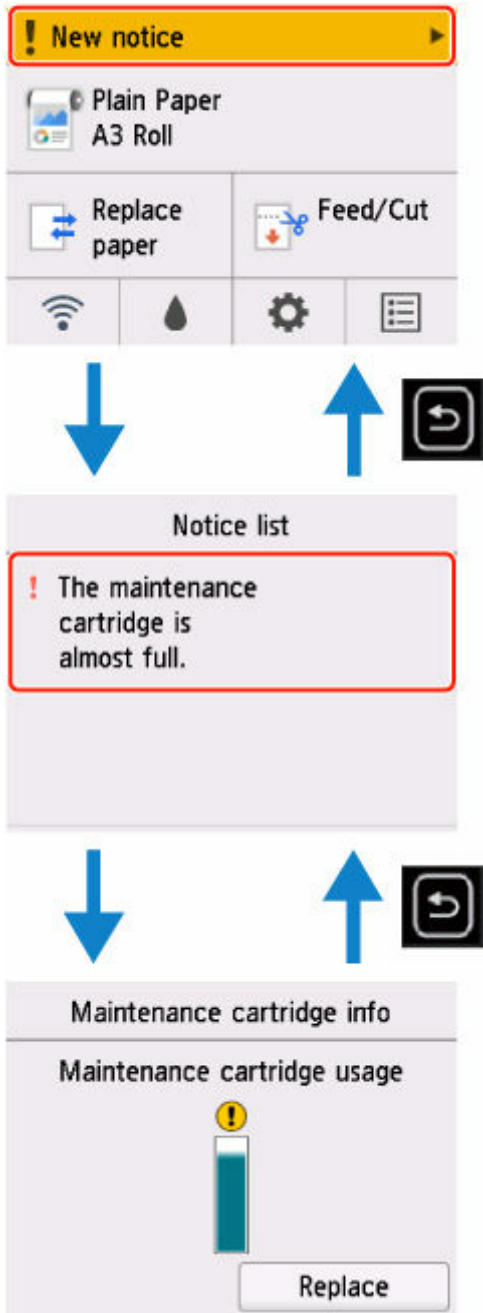 ! New notice
Plain Paper
A3 Roll
Replace
paper
Feed/Cut
Notice list
! The maintenance
cartridge is
almost full.
Maintenance cartridge info
Maintenance cartridge usage
!
Replace